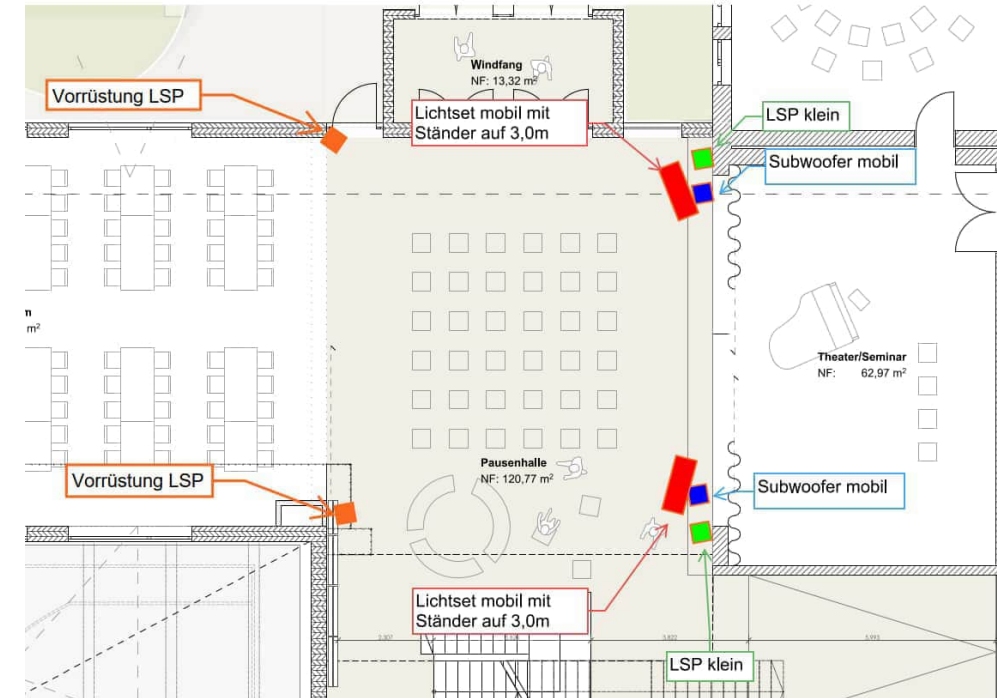 Windfang
NF: 13,32 m²
Vorrüstung LSP
Lichtset mobil mit
Ständer auf 3,0m
LSP klein
Subwoofer mobil
m²
Theater/Seminar
NF: 62,97 m²
Pausenhalle
NF: 120,77 m²
Vorrüstung LSP
Subwoofer mobil
Lichtset mobil mit
Ständer auf 3,0m
LSP klein